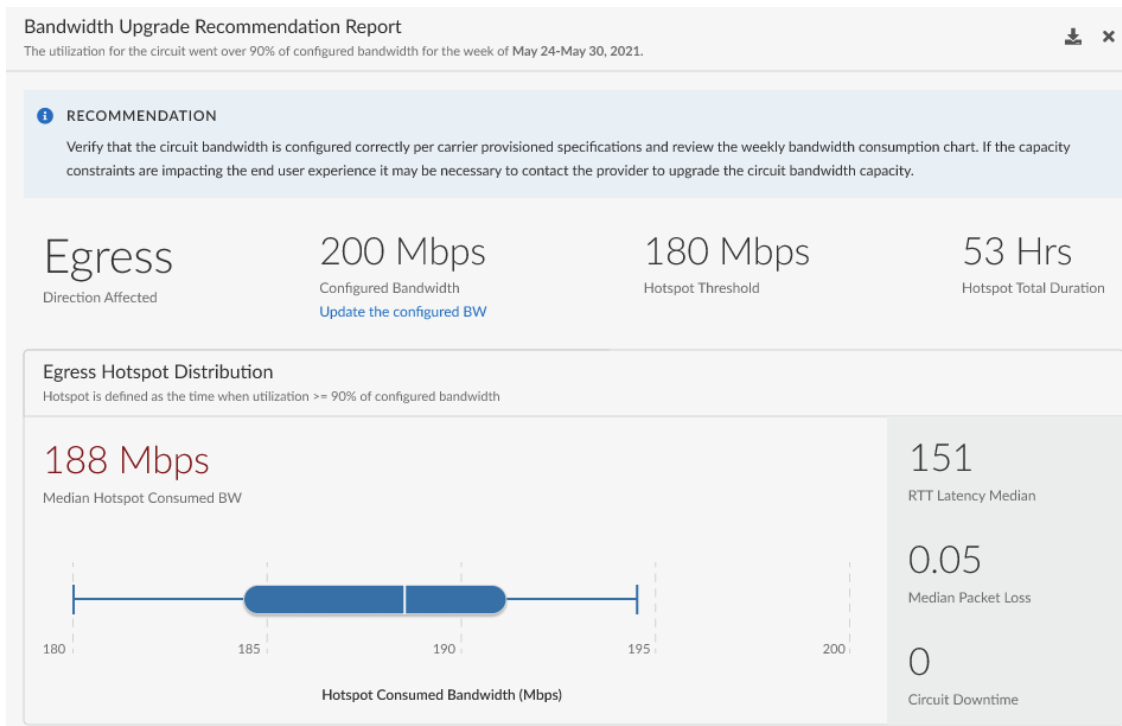 Bandwidth Upgrade Recommendation Report
The utilization for the circuit went over 90% of configured bandwidth for the week of May 24-May 30, 2021.
RECOMMENDATION
Verify that the circuit bandwidth is configured correctly per carrier provisioned specifications and review the weekly bandwidth consumption chart. If the capacity
constraints are impacting the end user experience it may be necessary to contact the provider to upgrade the circuit bandwidth capacity.
Egress
Direction Affected
200 Mbps
Configured Bandwidth
Update the configured BW
180 Mbps
Hotspot Threshold
53 Hrs
Hotspot Total Duration
Egress Hotspot Distribution
Hotspot is defined as the time when utilization >= 90% of configured bandwidth
188 Mbps
Median Hotspot Consumed BW
180 185 190 195 200
Hotspot Consumed Bandwidth (Mbps)
151
RTT Latency Median
0.05
Median Packet Loss
0
Circuit Downtime